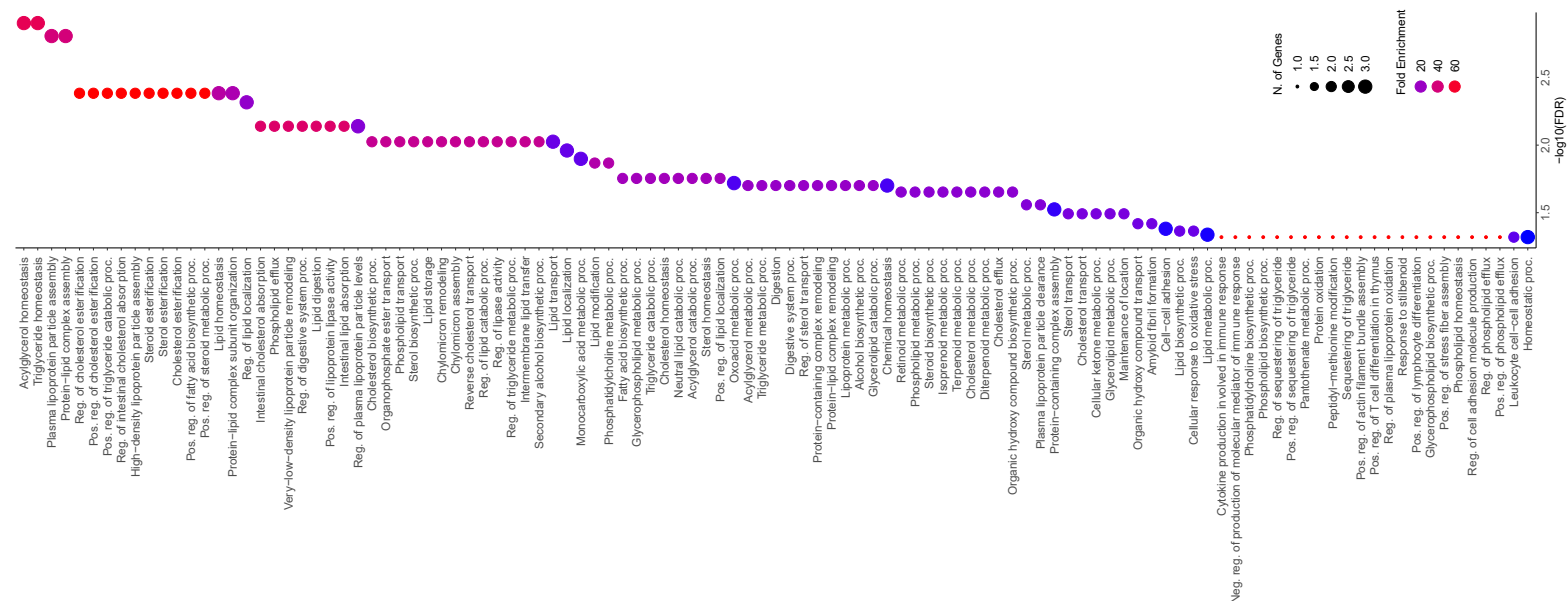 Acylglycerol homeostasis
Triglyceride homeostasis
Plasma lipoprotein particle assembly
Protein-lipid complex assembly
Reg. of cholesterol esterification
Pos. reg. of cholesterol esterification
Pos. reg. of triglyceride catabolic proc.
Reg. of intestinal cholesterol absorption
High-density lipoprotein particle assembly
Steroid esterification
Sterol esterification
Cholesterol esterification
Pos. reg. of fatty acid biosynthetic proc.
Pos. reg. of steroid metabolic proc.
Lipid homeostasis
Protein-lipid complex subunit organization
Reg. of lipid localization
Intestinal cholesterol absorption
Phospholipid efflux
Very-low-density lipoprotein particle remodeling
Reg. of digestive system proc.
Lipid digestion
Pos. reg. of lipoprotein lipase activity
Intestinal lipid absorption
Reg. of plasma lipoprotein particle levels
Cholesterol biosynthetic proc.
Organophosphate ester transport
Phospholipid transport
Sterol biosynthetic proc.
Lipid storage
Chylomicron remodeling
Chylomicron assembly
Reverse cholesterol transport
Reg. of lipid catabolic proc.
Reg. of lipase activity
Reg. of triglyceride metabolic proc.
Intermembrane lipid transfer
Secondary alcohol biosynthetic proc.
Lipid transport
Lipid localization
Monocarboxylic acid metabolic proc.
Lipid modification
Phosphatidylcholine metabolic proc.
Fatty acid biosynthetic proc.
Glycerophospholipid metabolic proc.
Triglyceride catabolic proc.
Cholesterol homeostasis
Neutral lipid catabolic proc.
Acylglycerol catabolic proc.
Sterol homeostasis
Pos. reg. of lipid localization
Oxoacid metabolic proc.
Acylglycerol metabolic proc.
Triglyceride metabolic proc.
Digestion
Digestive system proc.
Reg. of sterol transport
Protein-containing complex remodeling
Protein-lipid complex remodeling
Lipoprotein metabolic proc.
Alcohol biosynthetic proc.
Glycerolipid catabolic proc.
Chemical homeostasis
Retinoid metabolic proc.
Phospholipid metabolic proc.
Steroid biosynthetic proc.
Isoprenoid metabolic proc.
Terpenoid metabolic proc.
Cholesterol metabolic proc.
Diterpenoid metabolic proc.
Cholesterol efflux
Organic hydroxy compound biosynthetic proc.
Sterol metabolic proc.
Plasma lipoprotein particle clearance
Protein-containing complex assembly
Sterol transport
Cholesterol transport
Cellular ketone metabolic proc.
Glycerolipid metabolic proc.
Maintenance of location
Organic hydroxy compound transport
Amyloid fibril formation
Cell-cell adhesion
Lipid biosynthetic proc.
Cellular response to oxidative stress
Lipid metabolic proc.
Cytokine production involved in immune response
Neg. reg. of production of molecular mediator of immune response
Phosphatidylcholine biosynthetic proc.
Phospholipid biosynthetic proc.
Reg. of sequestering of triglyceride
Pos. reg. of sequestering of triglyceride
Pantothenate metabolic proc.
Protein oxidation
Peptidyl-methionine modification
Sequestering of triglyceride
Response to stilbenoid
Pos. reg. of actin filament bundle assembly
Pos. reg. of T cell differentiation in thymus
Reg. of plasma lipoprotein oxidation
Pos. reg. of lymphocyte differentiation
Glycerophospholipid biosynthetic proc.
Pos. reg. of stress fiber assembly
Phospholipid homeostasis
Reg. of cell adhesion molecule production
Reg. of phospholipid efflux
Pos. reg. of phospholipid efflux
Leukocyte cell-cell adhesion
Homeostatic proc.
1.5
2.0
2.5
-log10(FDR)
N. of Genes
1.0
1.5
2.0
2.5
3.0
Fold Enrichment
20
40
60